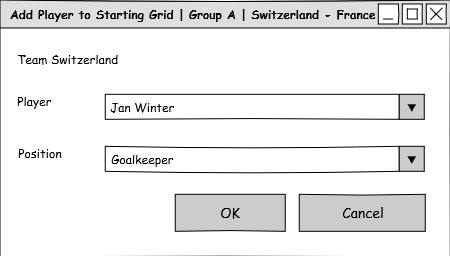 Add Player to Starting Grid | Group A | Switzerland - France
Team Switzerland
Player
Jan Winter
Position
Goalkeeper
OK
Cancel